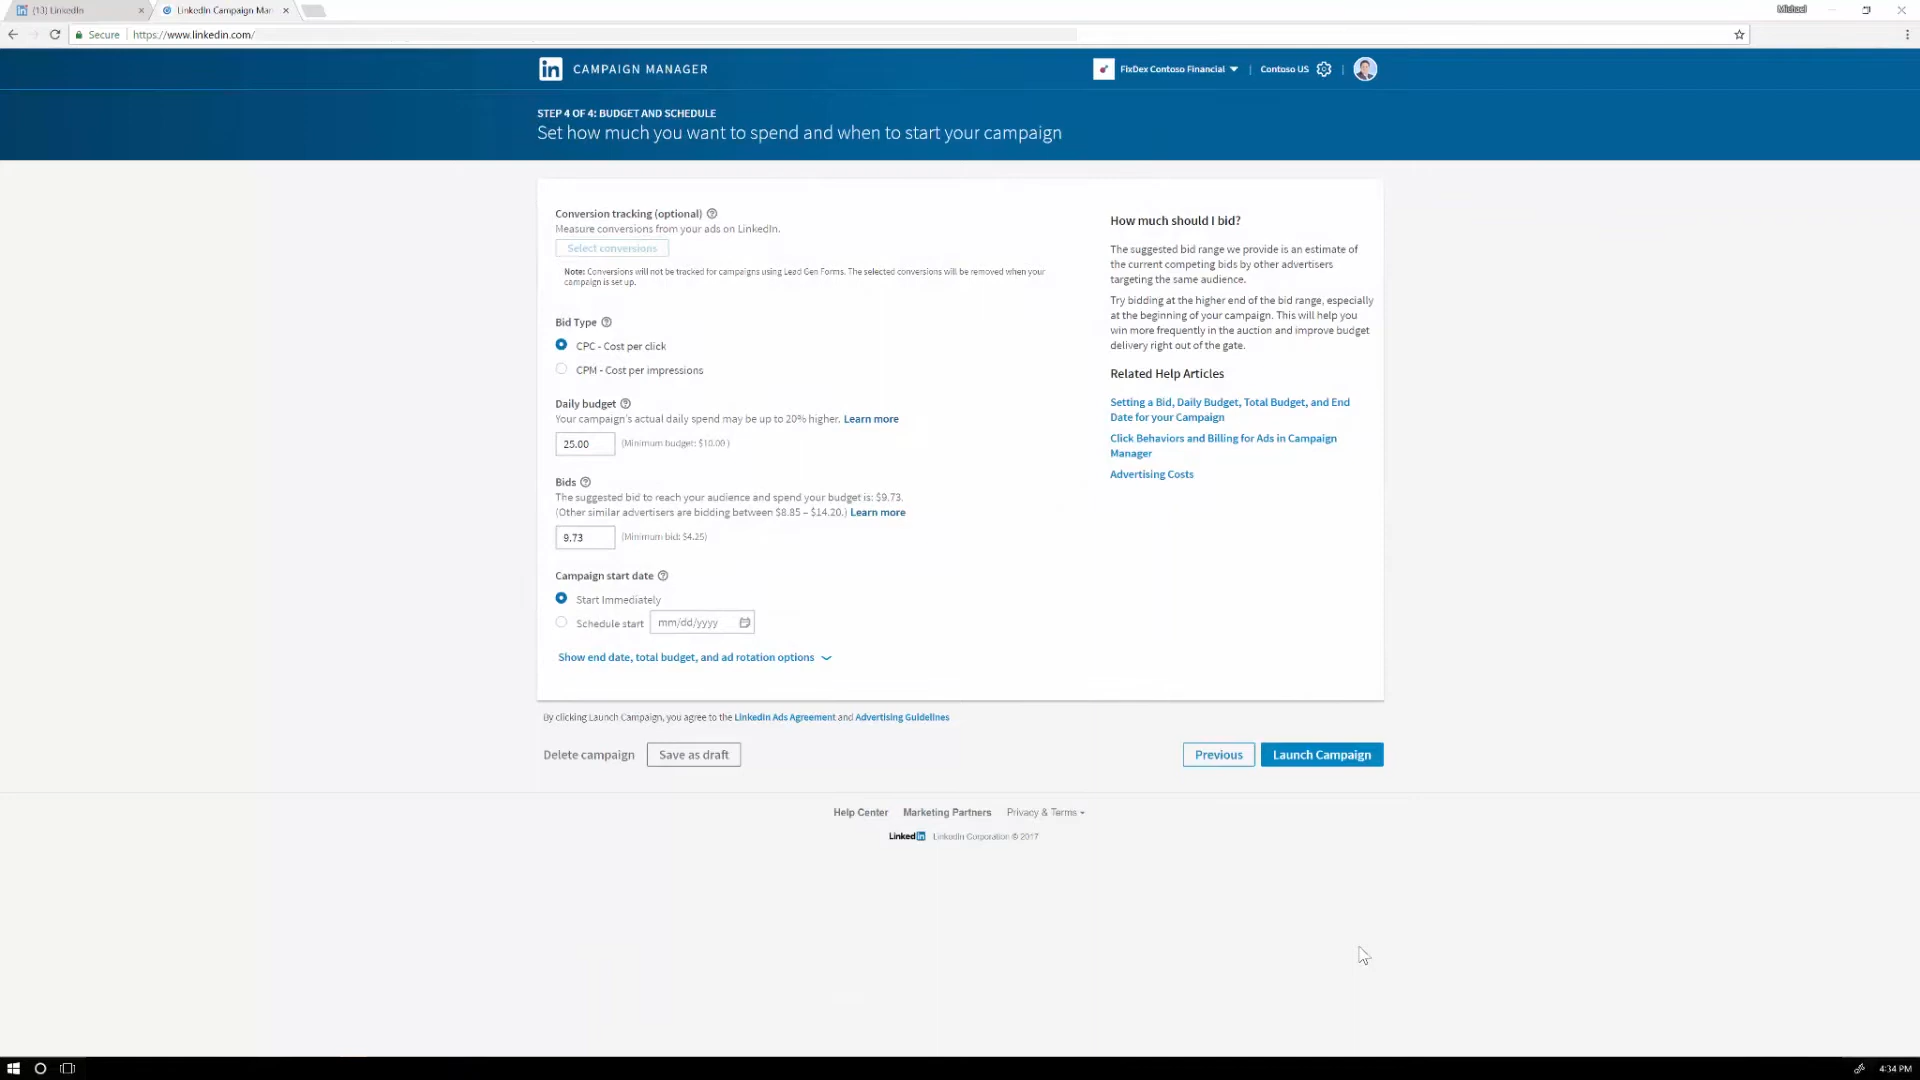 (13) LinkedIn
LinkedIn Campaign Man
Michael
Secure
https://www.linkedin.com/
in CAMPAIGN MANAGER
FixDex Contoso Financial
Contoso US
STEP 4 OF 4: BUDGET AND SCHEDULE
Set how much you want to spend and when to start your campaign
Conversion tracking (optional)
Measure conversions from your ads on LinkedIn.
Select conversions
Note: Conversions will not be tracked for campaigns using Lead Gen Forms. The selected conversions will be removed when your
campaign is set up.
Bid Type
CPC - Cost per click
CPM - Cost per impressions
Daily budget
Your campaign's actual daily spend may be up to 20% higher. Learn more
25.00 (Minimum budget: $10.00 )
Bids
The suggested bid to reach your audience and spend your budget is: $9.73.
(Other similar advertisers are bidding between $8.85 – $14.20.) Learn more
9.73 (Minimum bid: $4.25)
Campaign start date
Start Immediately
Schedule start mm/dd/yyyy
Show end date, total budget, and ad rotation options
How much should I bid?
The suggested bid range we provide is an estimate of
the current competing bids by other advertisers
targeting the same audience.
Try bidding at the higher end of the bid range, especially
at the beginning of your campaign. This will help you
win more frequently in the auction and improve budget
delivery right out of the gate.
Related Help Articles
Setting a Bid, Daily Budget, Total Budget, and End
Date for your Campaign
Click Behaviors and Billing for Ads in Campaign
Manager
Advertising Costs
By clicking Launch Campaign, you agree to the LinkedIn Ads Agreement and Advertising Guidelines
Delete campaign
Save as draft
Previous
Launch Campaign
Help Center
Marketing Partners
Privacy & Terms
LinkedIn LinkedIn Corporation © 2017
4:34 PM